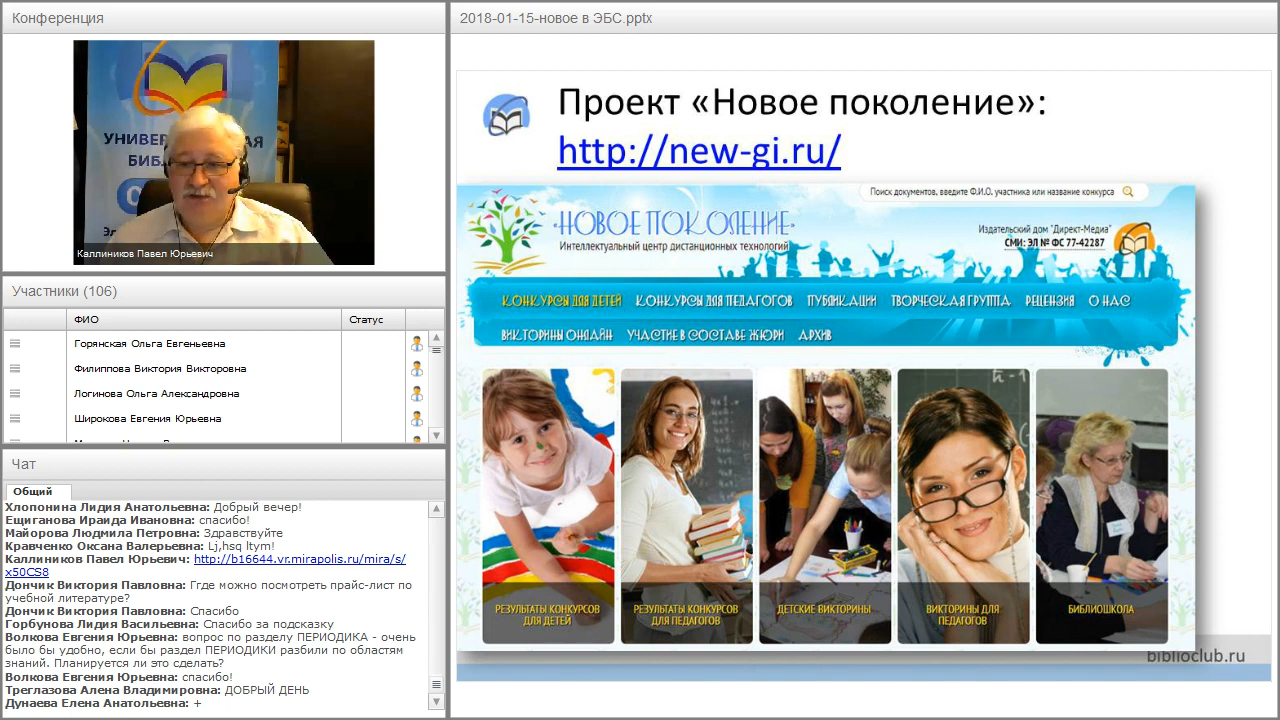 Конференция
УНИВЕР
АЯ
БИБ
Каллиников Павел Юрьевич
Участники (106)
ФИО
Статус
Горянская Ольга Евгеньевна
Филиппова Виктория Викторовна
Логинова Ольга Александровна
Широкова Евгения Юрьевна
Чат
Общий
Хлопонина Лидия Анатольевна: Добрый вечер!
Ещиганова Ираида Ивановна: спасибо!
Майорова Людмила Петровна: Здравствуйте
Кравченко Оксана Валерьевна: Lj,hsq ltym!
Каллиников Павел Юрьевич: http://b16644.vr.mirapolis.ru/mira/s/
x50CS8
Дончик Виктория Павловна: Ггде можно посмотреть прайс-лист по
учебной литературе?
Дончик Виктория Павловна: Спасибо
Горбунова Лидия Васильевна: Спасибо за подсказку
Волкова Евгения Юрьевна: вопрос по разделу ПЕРИОДИКА - очень
было бы удобно, если бы раздел ПЕРИОДИКИ разбили по областям
знаний. Планируется ли это сделать?
Волкова Евгения Юрьевна: спасибо!
Треглазова Алена Владимировна: ДОБРЫЙ ДЕНЬ
Дунаева Елена Анатольевна: +
2018-01-15-новое в ЭБС.pptx
Проект «Новое поколение»:
http://new-gi.ru/
Поиск документов, введите Ф.И.О. участника или название конкурса
«НОВОЕ ПОКОЛЕНИЕ»
Интеллектуальный центр дистанционных технологий
Издательский дом "Директ-Медиа"
СМИ: ЭЛ № ФС 77-42287
КОНКУРСЫ ДЛЯ ДЕТЕЙ КОНКУРСЫ ДЛЯ ПЕДАГОГОВ ПУБЛИКАЦИИ ТВОРЧЕСКАЯ ГРУППА РЕЦЕНЗИЯ О НАС
ВИКТОРИНЫ ОНЛАЙН УЧАСТИЕ В СОСТАВЕ ЖЮРИ АРХИВ
РЕЗУЛЬТАТЫ КОНКУРСОВ
ДЛЯ ДЕТЕЙ
РЕЗУЛЬТАТЫ КОНКУРСОВ
ДЛЯ ПЕДАГОГОВ
ДЕТСКИЕ ВИКТОРИНЫ
ВИКТОРИНЫ ДЛЯ
ПЕДАГОГОВ
БИБЛИОШКОЛА
biblioclub.ru